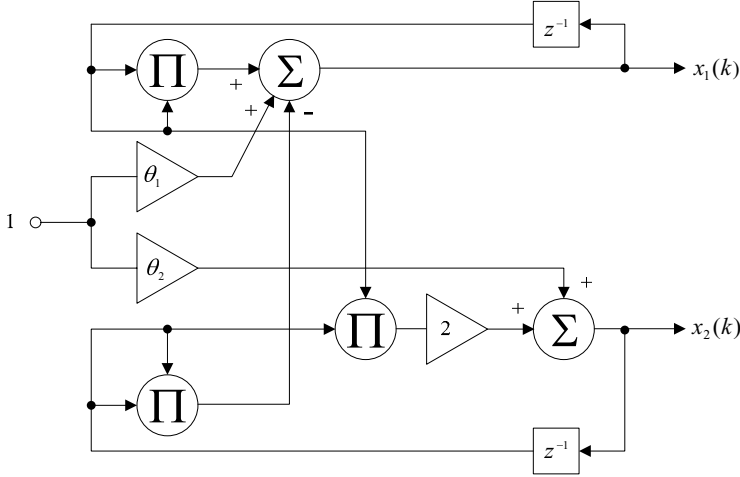 z⁻¹
∏ + Σ x₁(k)
+ -
θ₁
1
θ₂
+
∏ 2 + Σ x₂(k)
∏
z⁻¹